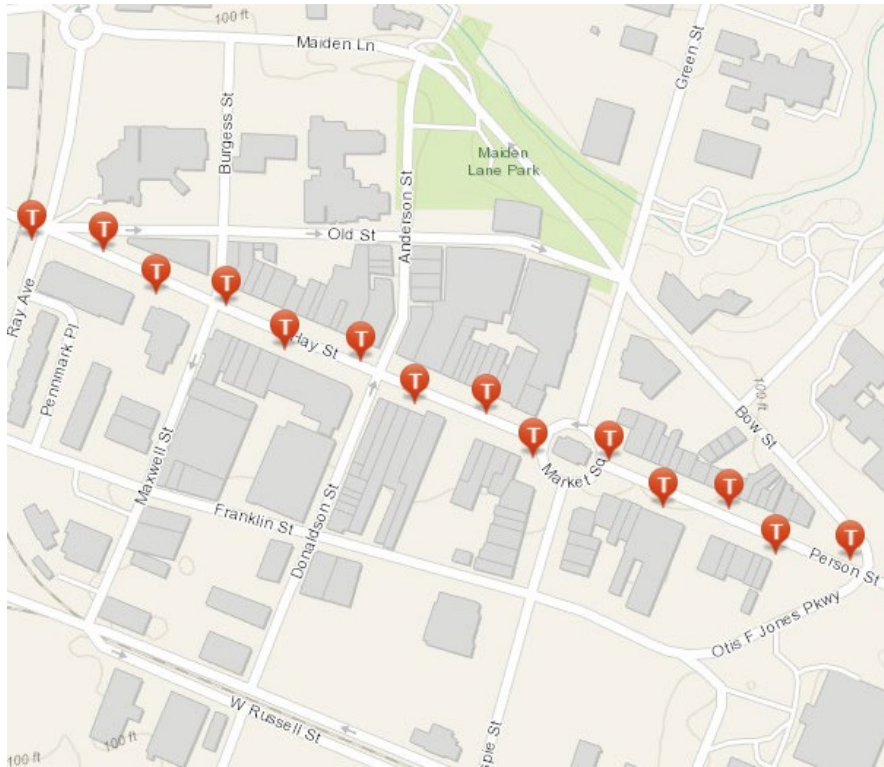 100 ft
Maiden Ln
Green St
Burgess St
Maiden
Lane Park
Anderson St
T
T
Old St
Ray Ave
T
T
Pennmark Pl
T
Hay St
T
T
T
100 ft
Bow St
T
T
Market Sq
Maxwell St
T
T
Franklin St
Donaldson St
T
T
Person St
Otis F Jones Pkwy
W Russell St
spie St
100 ft
100 ft